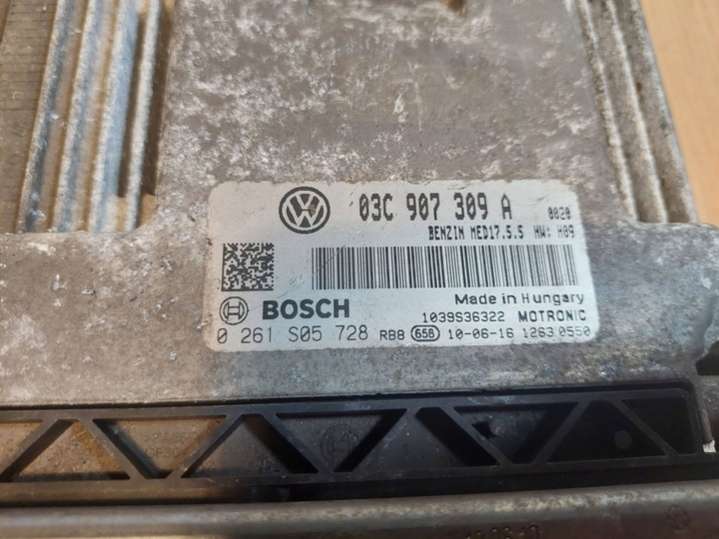 03C 907 309 A 0020
BENZIN MED17.5.5 HW: H09
BOSCH
Made in Hungary
1039S36322 MOTRONIC
0 261 S05 728 RB8 658 10-06-16 1263 0550